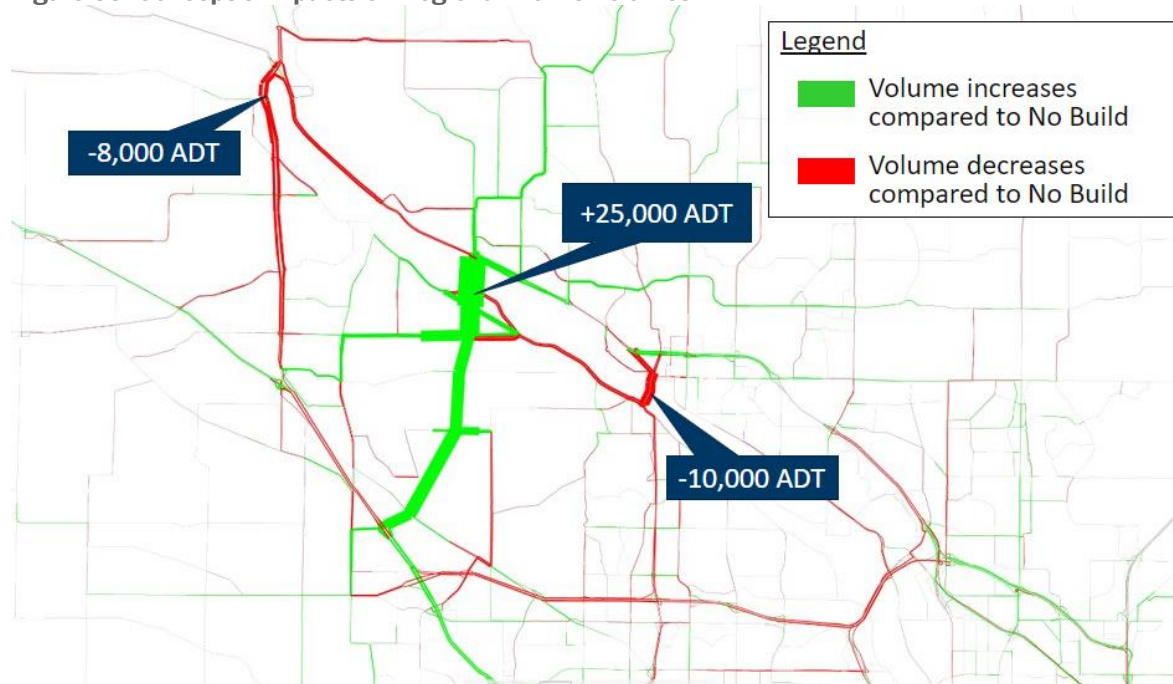 Legend
Volume increases
compared to No Build
Volume decreases
compared to No Build
-8,000 ADT
+25,000 ADT
-10,000 ADT